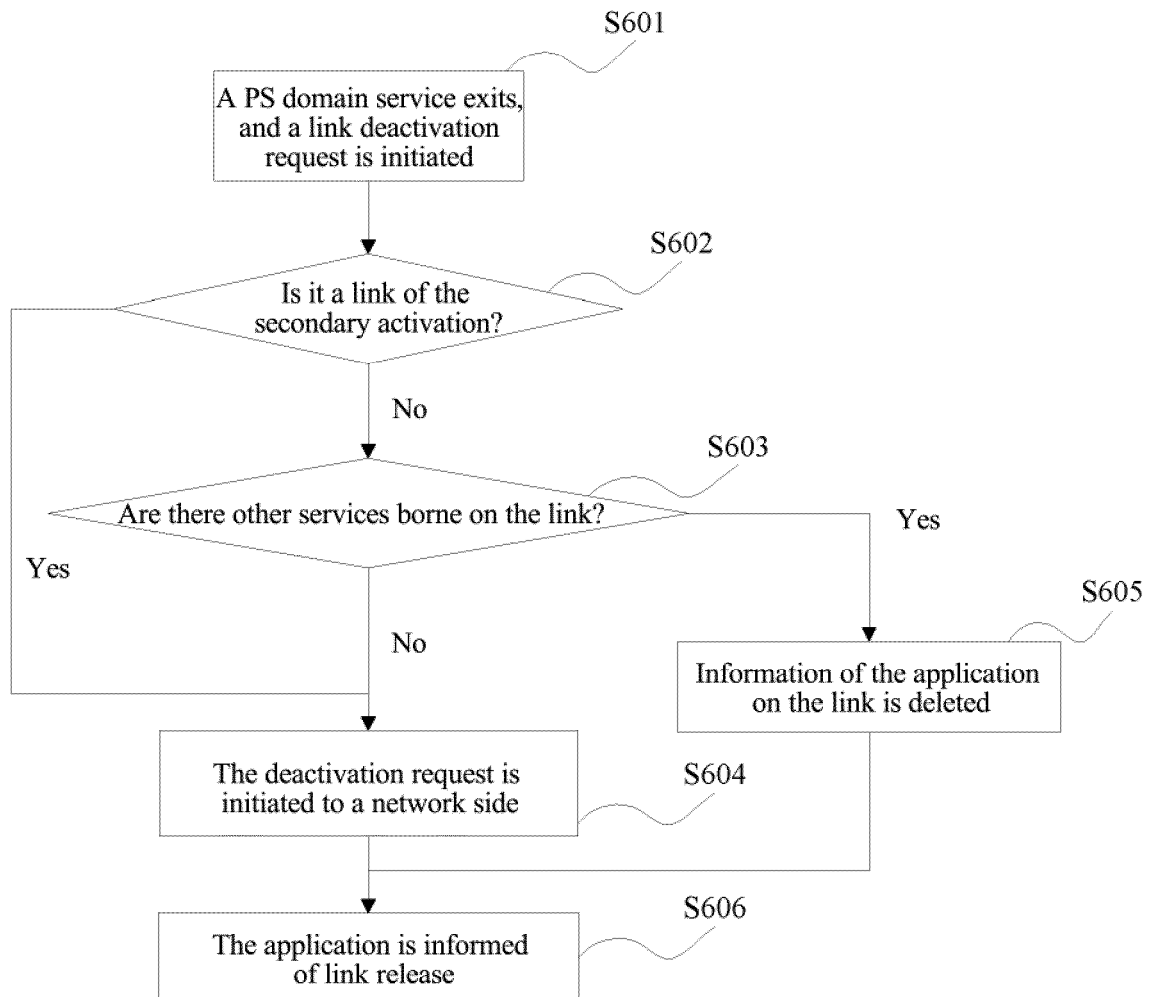 S601
A PS domain service exits,
and a link deactivation
request is initiated
S602
Is it a link of the
secondary activation?
No
S603
Are there other services borne on the link?
Yes
Yes
S605
No
Information of the application
on the link is deleted
The deactivation request is
initiated to a network side
S604
S606
The application is informed
of link release